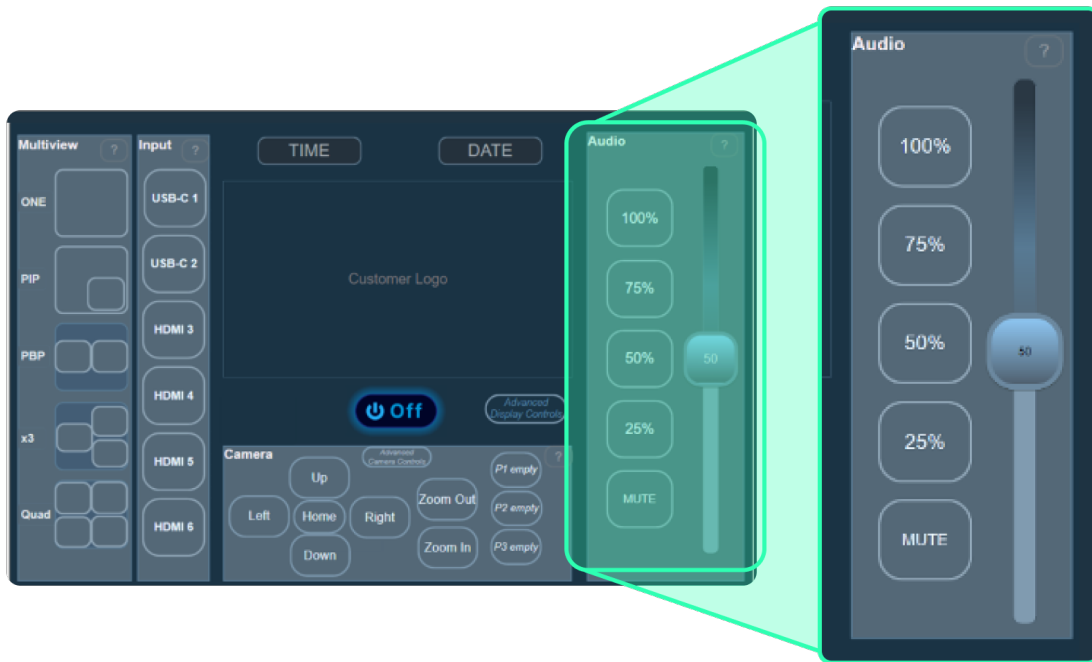 Multiview
?
ONE
PIP
PBP
x3
Quad
Input
?
USB-C 1
USB-C 2
HDMI 3
HDMI 4
HDMI 5
HDMI 6
TIME
DATE
Customer Logo
Off
Advanced
Display Controls
Camera
Advanced
Camera Controls
?
Up
Left
Home
Right
Down
Zoom Out
Zoom In
P1 empty
P2 empty
P3 empty
Audio
?
100%
75%
50%
50
25%
MUTE
Audio
?
100%
75%
50%
50
25%
MUTE